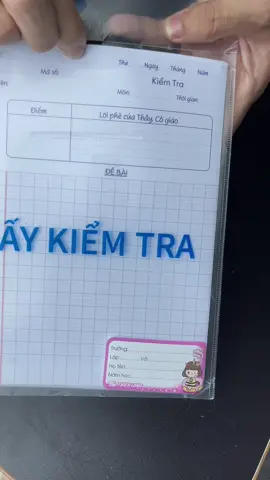 Thứ Ngày Tháng Năm
Mã số:
Kiểm Tra
Môn: Thời gian:
Điểm Lời phê của Thầy, Cô giáo
ĐỀ BÀI
ẤY KIỂM TRA
Trường:
Lớp: Vở:
Họ tên:
Năm học: